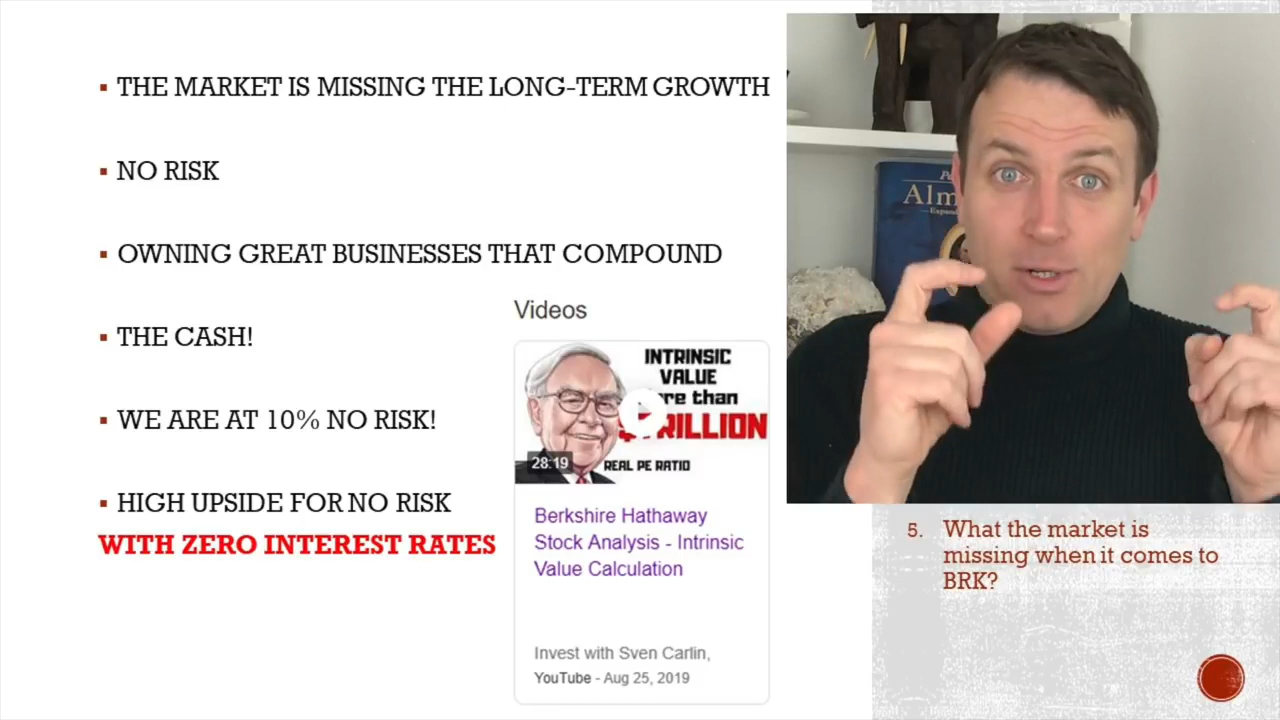 ▪ THE MARKET IS MISSING THE LONG-TERM GROWTH
▪ NO RISK
▪ OWNING GREAT BUSINESSES THAT COMPOUND
▪ THE CASH!
▪ WE ARE AT 10% NO RISK!
▪ HIGH UPSIDE FOR NO RISK
WITH ZERO INTEREST RATES
Videos
INTRINSIC
VALUE
than
REAL PE RATIO
28:19
Berkshire Hathaway
Stock Analysis - Intrinsic
Value Calculation
Invest with Sven Carlin,
YouTube - Aug 25, 2019
5. What the market is
missing when it comes to
BRK?